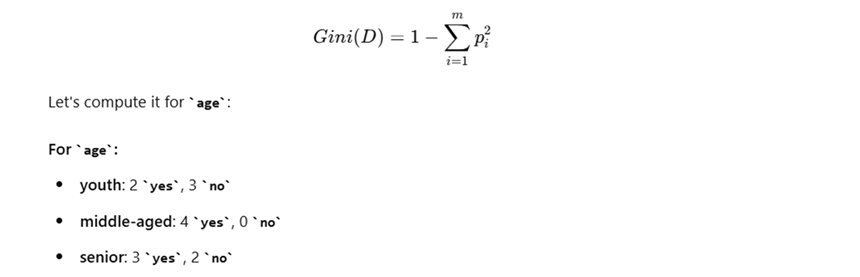 Gini(D) = 1 − \sum_{i=1}^{m} p_i^2
Let's compute it for `age`:
For `age`:
• youth: 2 `yes`, 3 `no`
• middle-aged: 4 `yes`, 0 `no`
• senior: 3 `yes`, 2 `no`